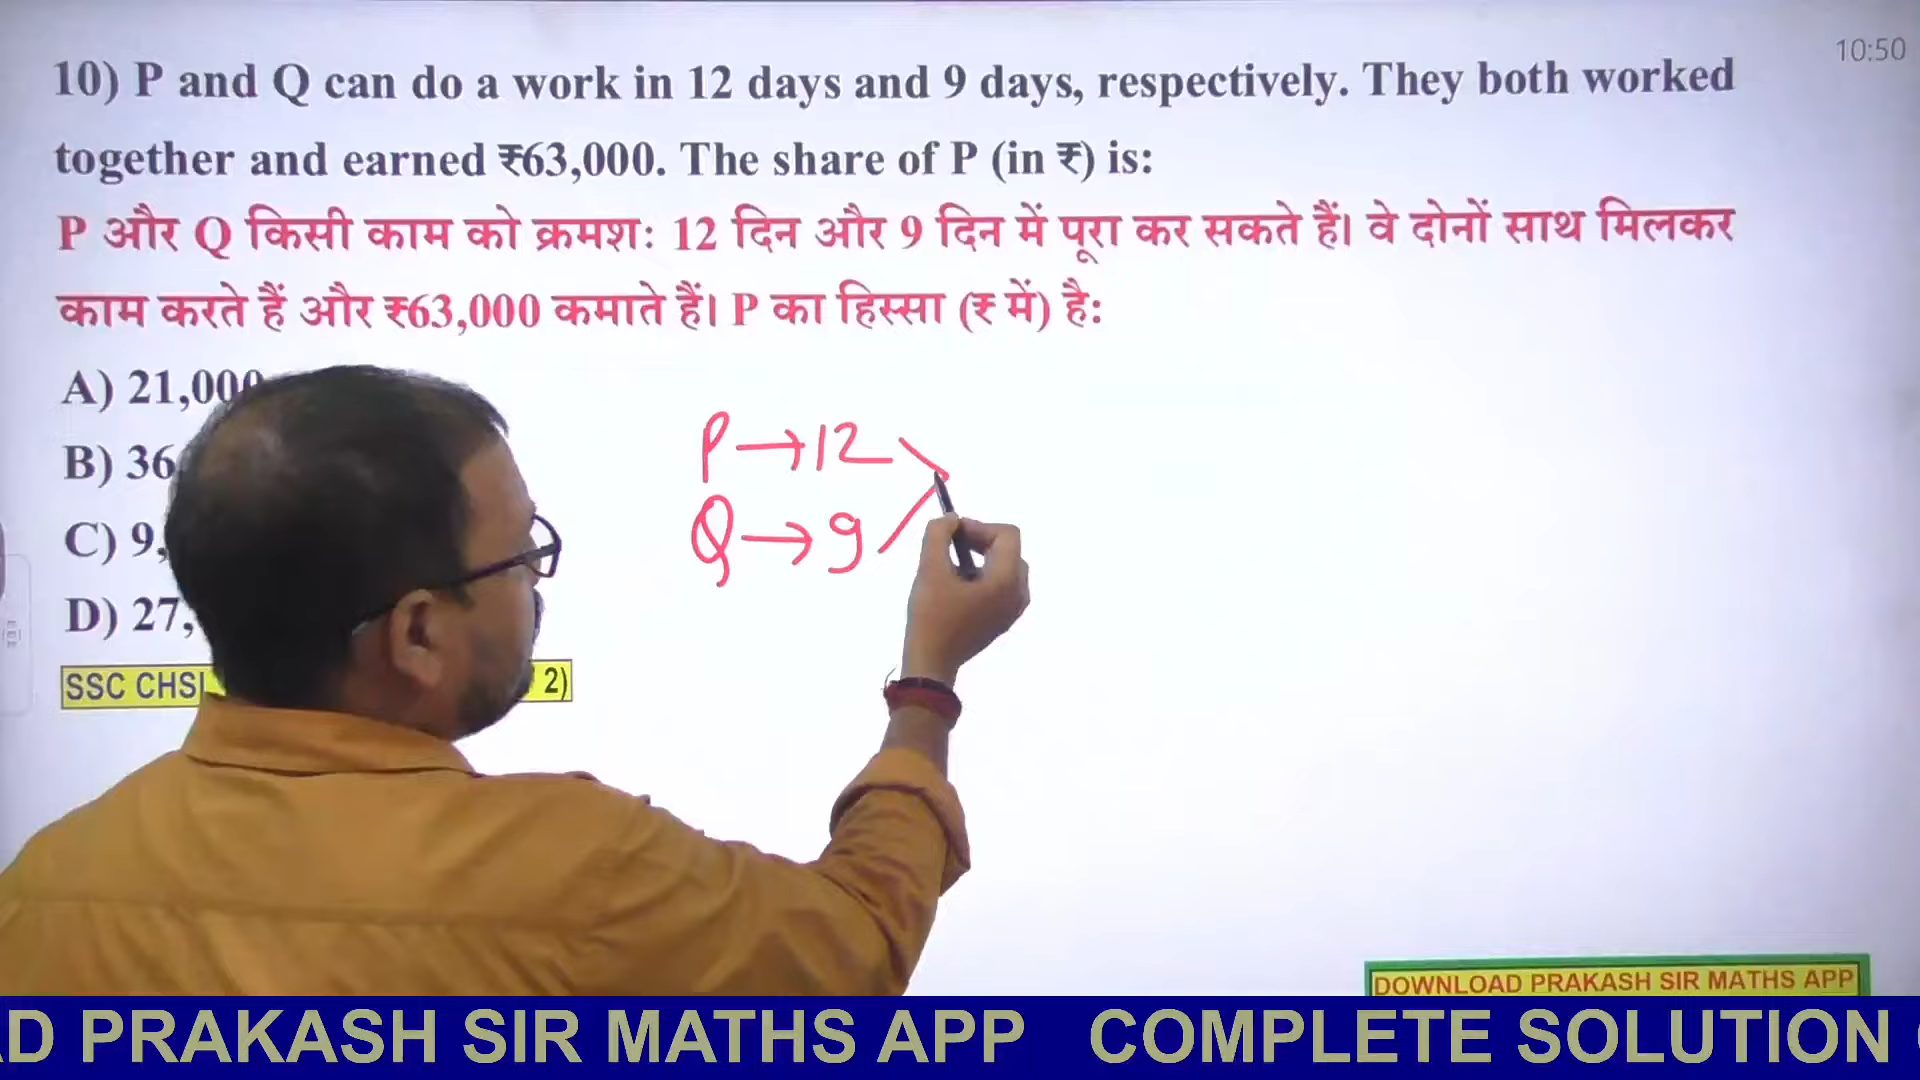 10:50
10) P and Q can do a work in 12 days and 9 days, respectively. They both worked
together and earned ₹63,000. The share of P (in ₹) is:
P और Q किसी काम को क्रमशः 12 दिन और 9 दिन में पूरा कर सकते हैं। वे दोनों साथ मिलकर
काम करते हैं और ₹63,000 कमाते हैं। P का हिस्सा (₹ में) है:
A) 21,000
B) 36
C) 9,
D) 27,
P → 12
Q → 9
SSC CHSL 2)
DOWNLOAD PRAKASH SIR MATHS APP
AD PRAKASH SIR MATHS APP COMPLETE SOLUTION